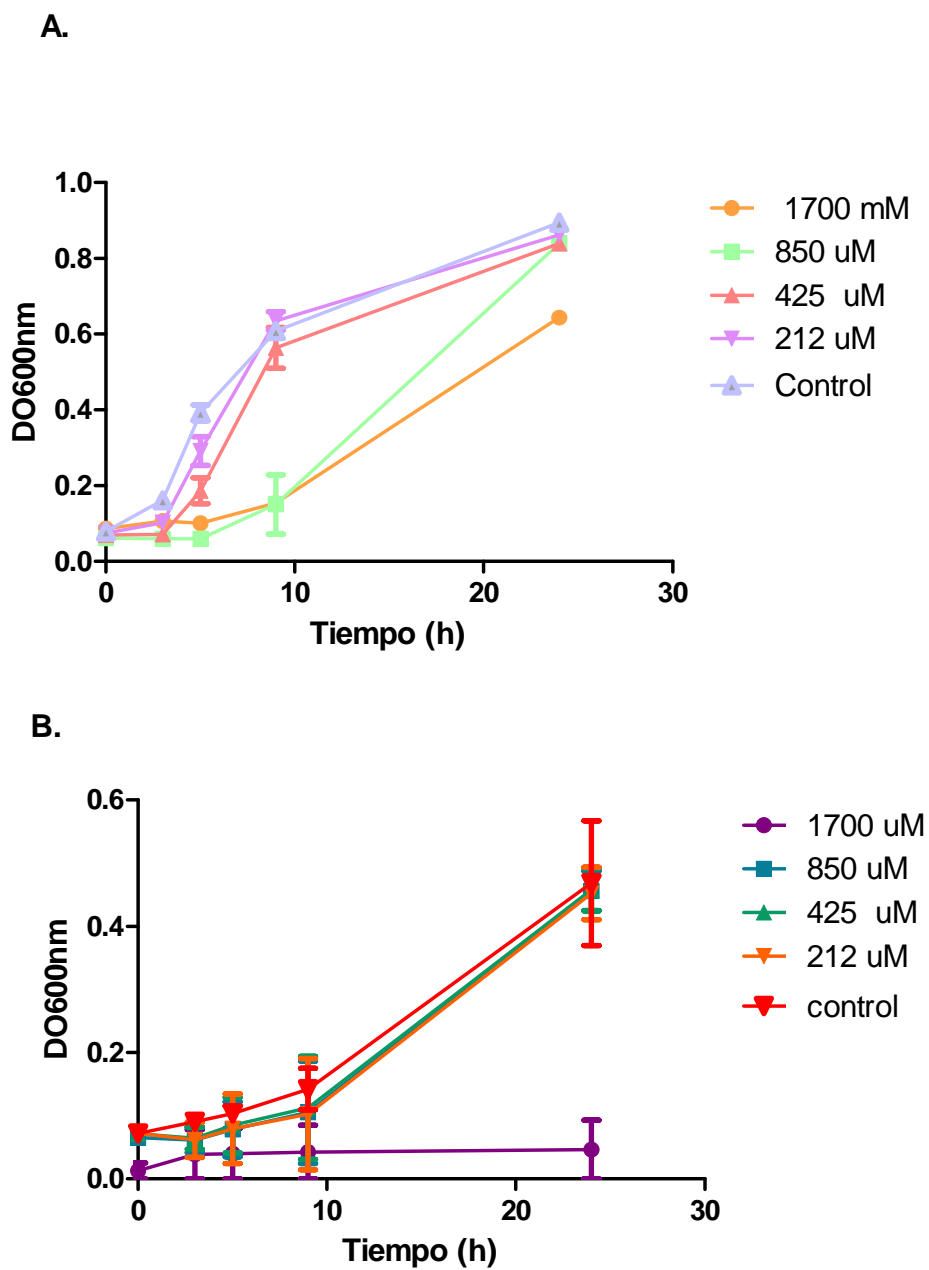 A.
DO600nm
1.0
0.8
0.6
0.4
0.2
0.0
0 10 20 30
Tiempo (h)
1700 mM
850 uM
425 uM
212 uM
Control
B.
DO600nm
0.6
0.4
0.2
0.0
0 10 20 30
Tiempo (h)
1700 uM
850 uM
425 uM
212 uM
control